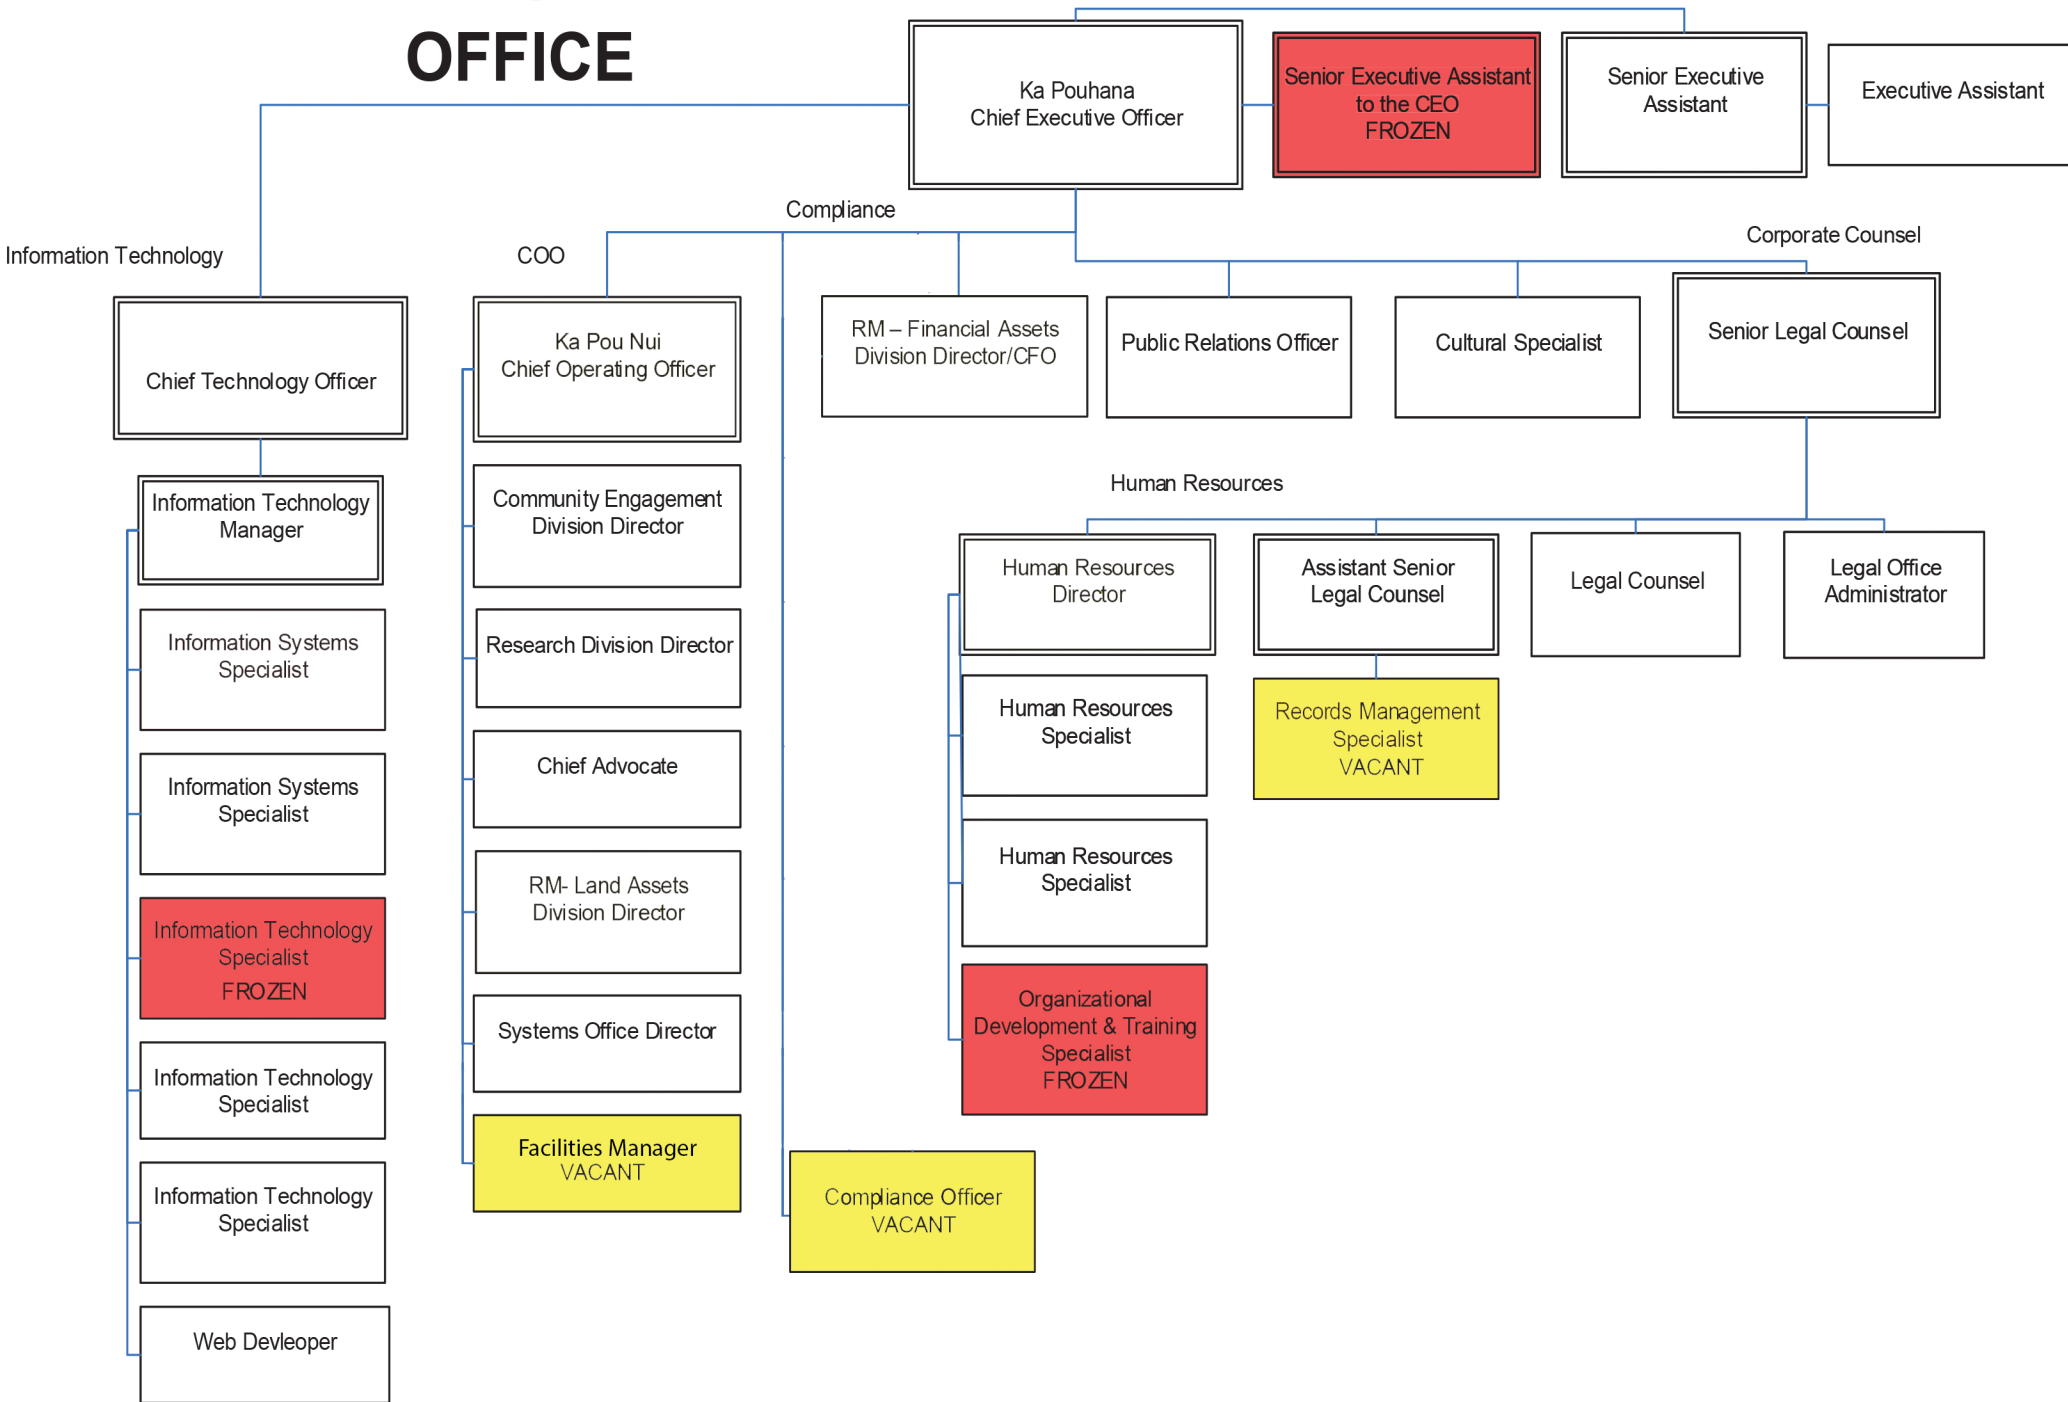 OFFICE
Ka Pouhana
Chief Executive Officer
Senior Executive Assistant
to the CEO
FROZEN
Senior Executive
Assistant
Executive Assistant
Compliance
Information Technology
COO
Corporate Counsel
Chief Technology Officer
Ka Pou Nui
Chief Operating Officer
RM – Financial Assets
Division Director/CFO
Public Relations Officer
Cultural Specialist
Senior Legal Counsel
Information Technology
Manager
Community Engagement
Division Director
Human Resources
Human Resources
Director
Assistant Senior
Legal Counsel
Legal Counsel
Legal Office
Administrator
Information Systems
Specialist
Research Division Director
Human Resources
Specialist
Records Management
Specialist
VACANT
Information Systems
Specialist
Chief Advocate
Human Resources
Specialist
Information Technology
Specialist
FROZEN
RM- Land Assets
Division Director
Organizational
Development & Training
Specialist
FROZEN
Information Technology
Specialist
Systems Office Director
Facilities Manager
VACANT
Information Technology
Specialist
Compliance Officer
VACANT
Web Devleoper